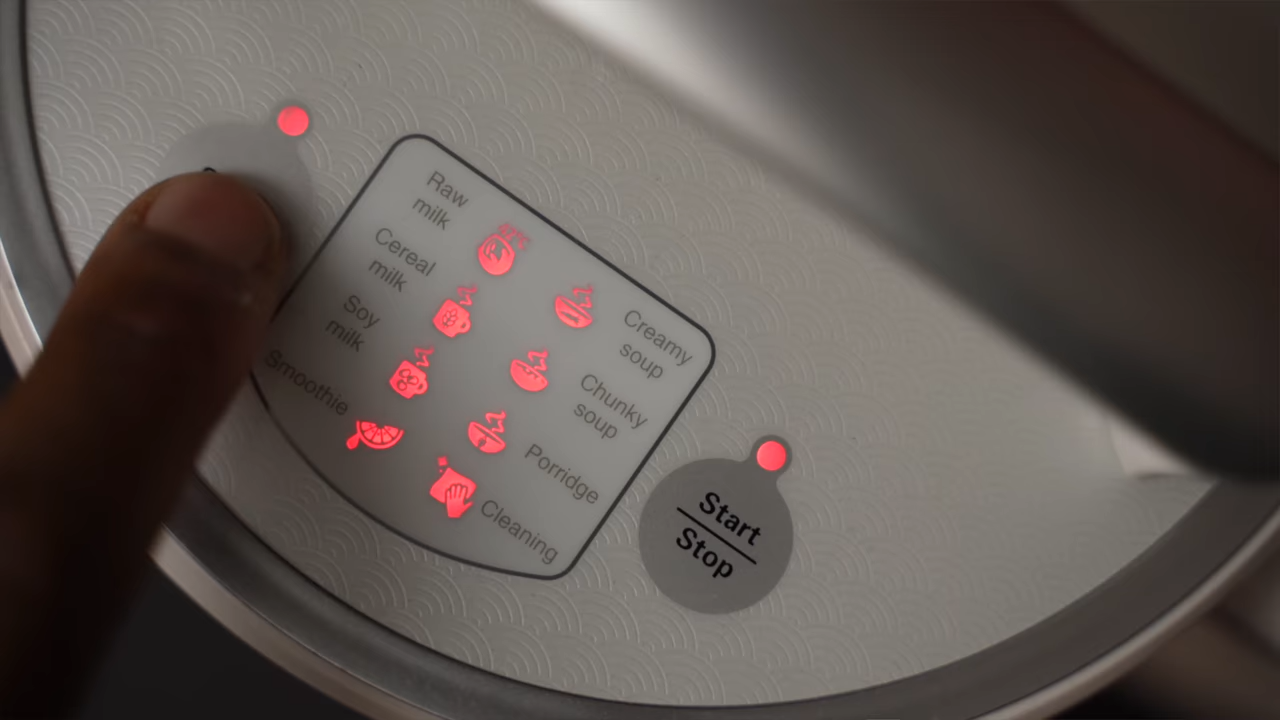 Raw
milk
Cereal
milk
Soy
milk
Smoothie
Creamy
soup
Chunky
soup
Porridge
Cleaning
Start
Stop